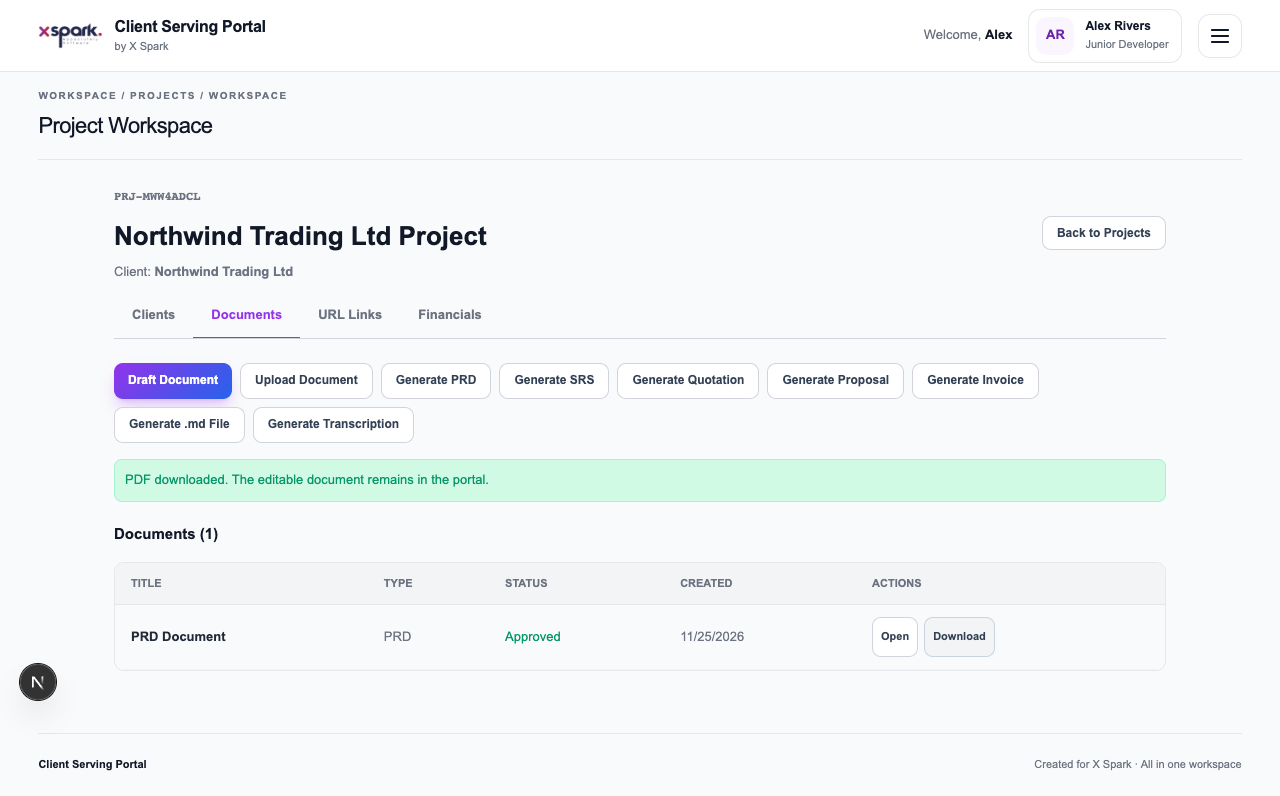 xspark.
Client Serving Portal
by X Spark
Welcome, Alex
AR
Alex Rivers
Junior Developer
WORKSPACE / PROJECTS / WORKSPACE
Project Workspace
PRJ-MWW4ADCL
Northwind Trading Ltd Project
Back to Projects
Client: Northwind Trading Ltd
Clients Documents URL Links Financials
Draft Document Upload Document Generate PRD Generate SRS Generate Quotation Generate Proposal Generate Invoice
Generate .md File Generate Transcription
PDF downloaded. The editable document remains in the portal.
Documents (1)
TITLE TYPE STATUS CREATED ACTIONS
PRD Document PRD Approved 11/25/2026 Open Download
N
Client Serving Portal
Created for X Spark · All in one workspace